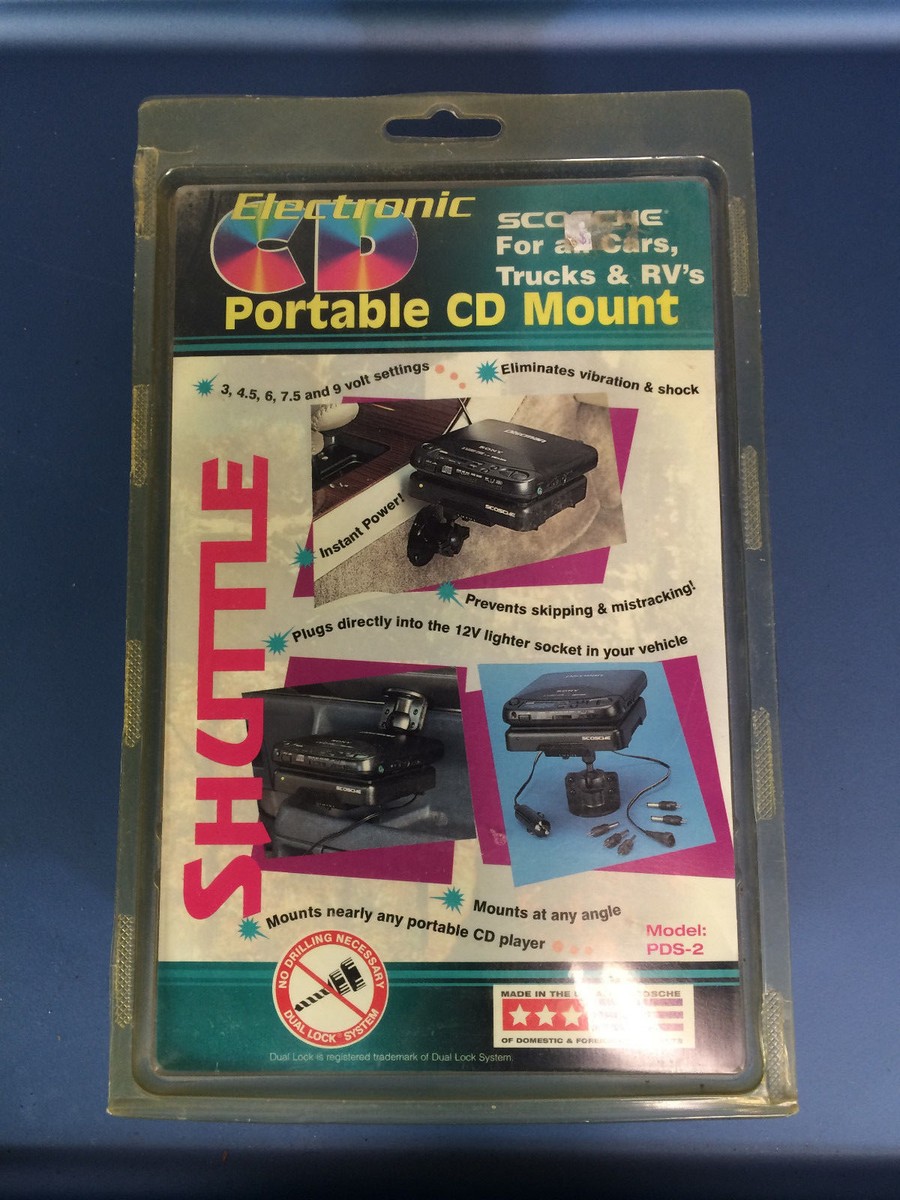 Electronic
CD
SCOSCHE®
For all Cars,
Trucks & RV's
Portable CD Mount
3, 4.5, 6, 7.5 and 9 volt settings
Eliminates vibration & shock
DISCMAN
SONY
SCOSCHE
Instant Power!
Prevents skipping & mistracking!
Plugs directly into the 12V lighter socket in your vehicle
SHUTTLE
SONY
SCOSCHE
SCOSCHE
Mounts nearly any portable CD player
Mounts at any angle
Model:
PDS-2
NO DRILLING NECESSARY
DUAL LOCK® SYSTEM
MADE IN THE
OF DOMESTIC &
Dual Lock is registered trademark of Dual Lock System.